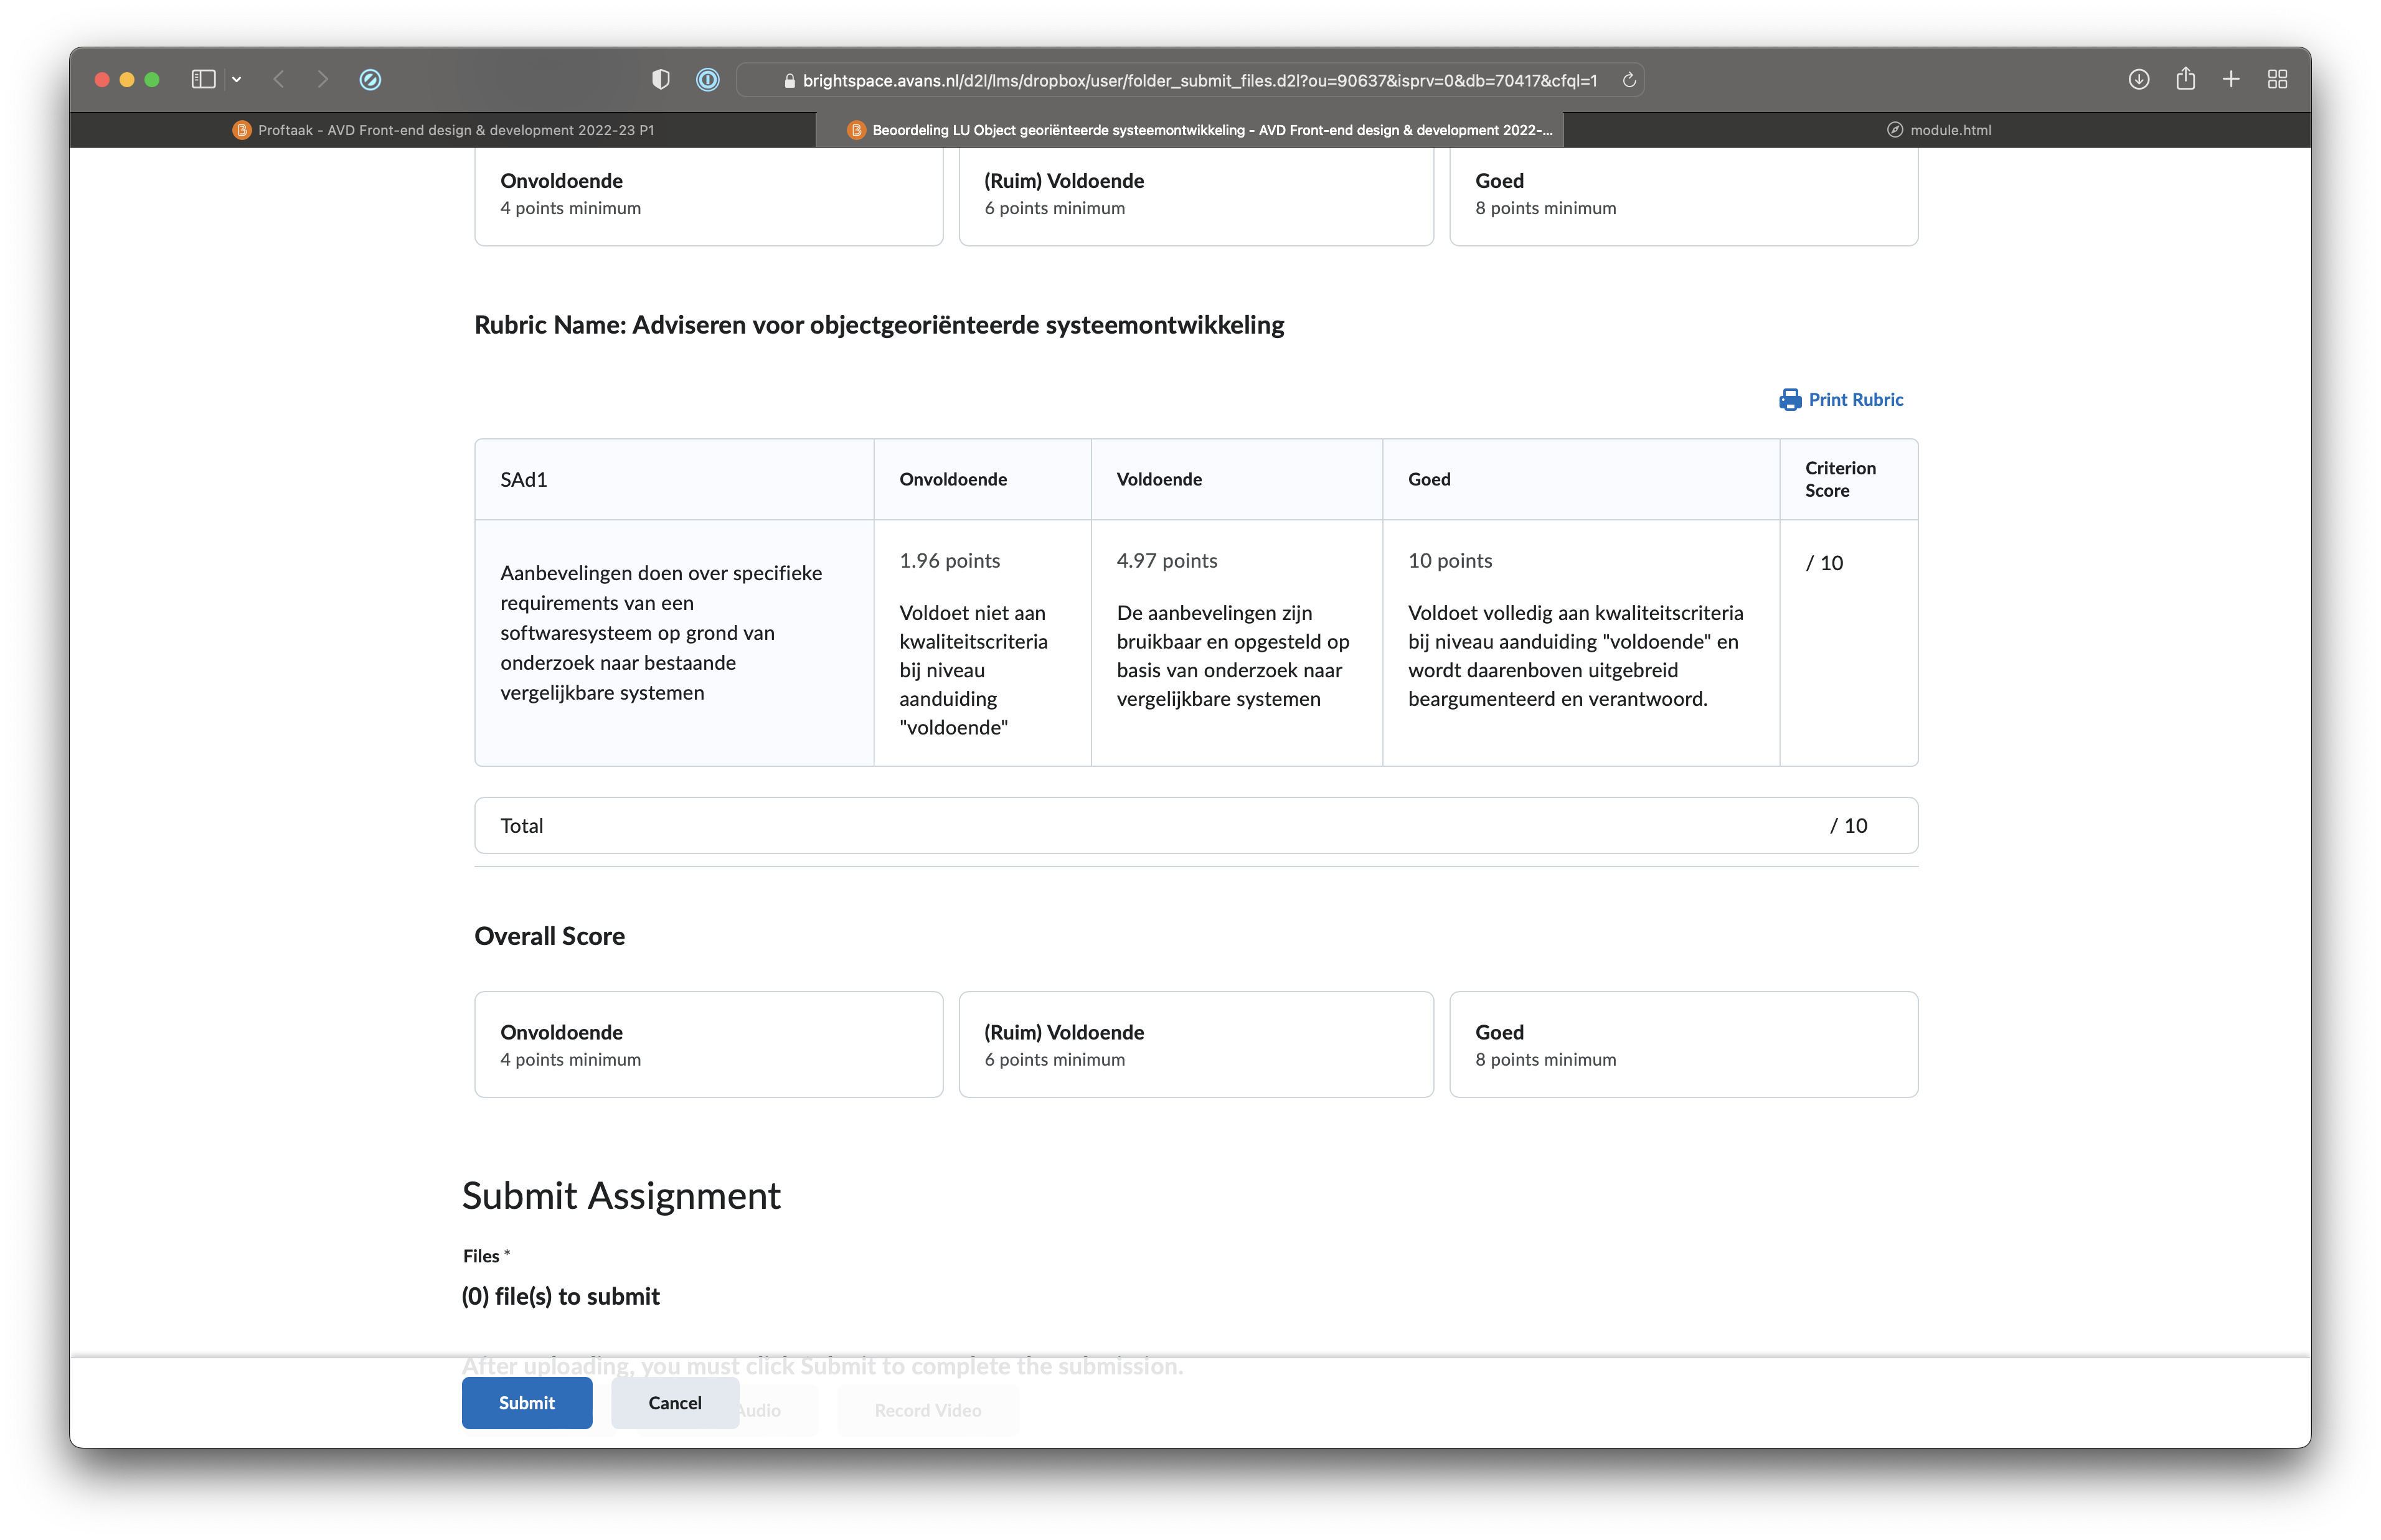 brightspace.avans.nl/d2l/lms/dropbox/user/folder_submit_files.d2l?ou=90637&isprv=0&db=70417&cfql=1
Proftaak - AVD Front-end design & development 2022-23 P1
Beoordeling LU Object georiënteerde systeemontwikkeling - AVD Front-end design & development 2022-...
module.html
Onvoldoende
4 points minimum
(Ruim) Voldoende
6 points minimum
Goed
8 points minimum
Rubric Name: Adviseren voor objectgeoriënteerde systeemontwikkeling
Print Rubric
SAd1
Onvoldoende
Voldoende
Goed
Criterion
Score
Aanbevelingen doen over specifieke
requirements van een
softwaresysteem op grond van
onderzoek naar bestaande
vergelijkbare systemen
1.96 points
Voldoet niet aan
kwaliteitscriteria
bij niveau
aanduiding
"voldoende"
4.97 points
De aanbevelingen zijn
bruikbaar en opgesteld op
basis van onderzoek naar
vergelijkbare systemen
10 points
Voldoet volledig aan kwaliteitscriteria
bij niveau aanduiding "voldoende" en
wordt daarenboven uitgebreid
beargumenteerd en verantwoord.
/ 10
Total
/ 10
Overall Score
Onvoldoende
4 points minimum
(Ruim) Voldoende
6 points minimum
Goed
8 points minimum
Submit Assignment
Files *
(0) file(s) to submit
After uploading, you must click Submit to complete the submission.
Submit
Cancel
Audio
Record Video